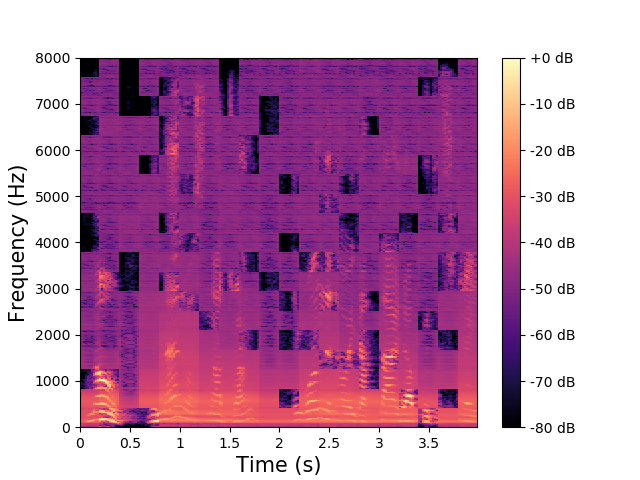 8000
7000
6000
5000
4000
3000
2000
1000
0
Frequency (Hz)
0 0.5 1 1.5 2 2.5 3 3.5
Time (s)
+0 dB
-10 dB
-20 dB
-30 dB
-40 dB
-50 dB
-60 dB
-70 dB
-80 dB